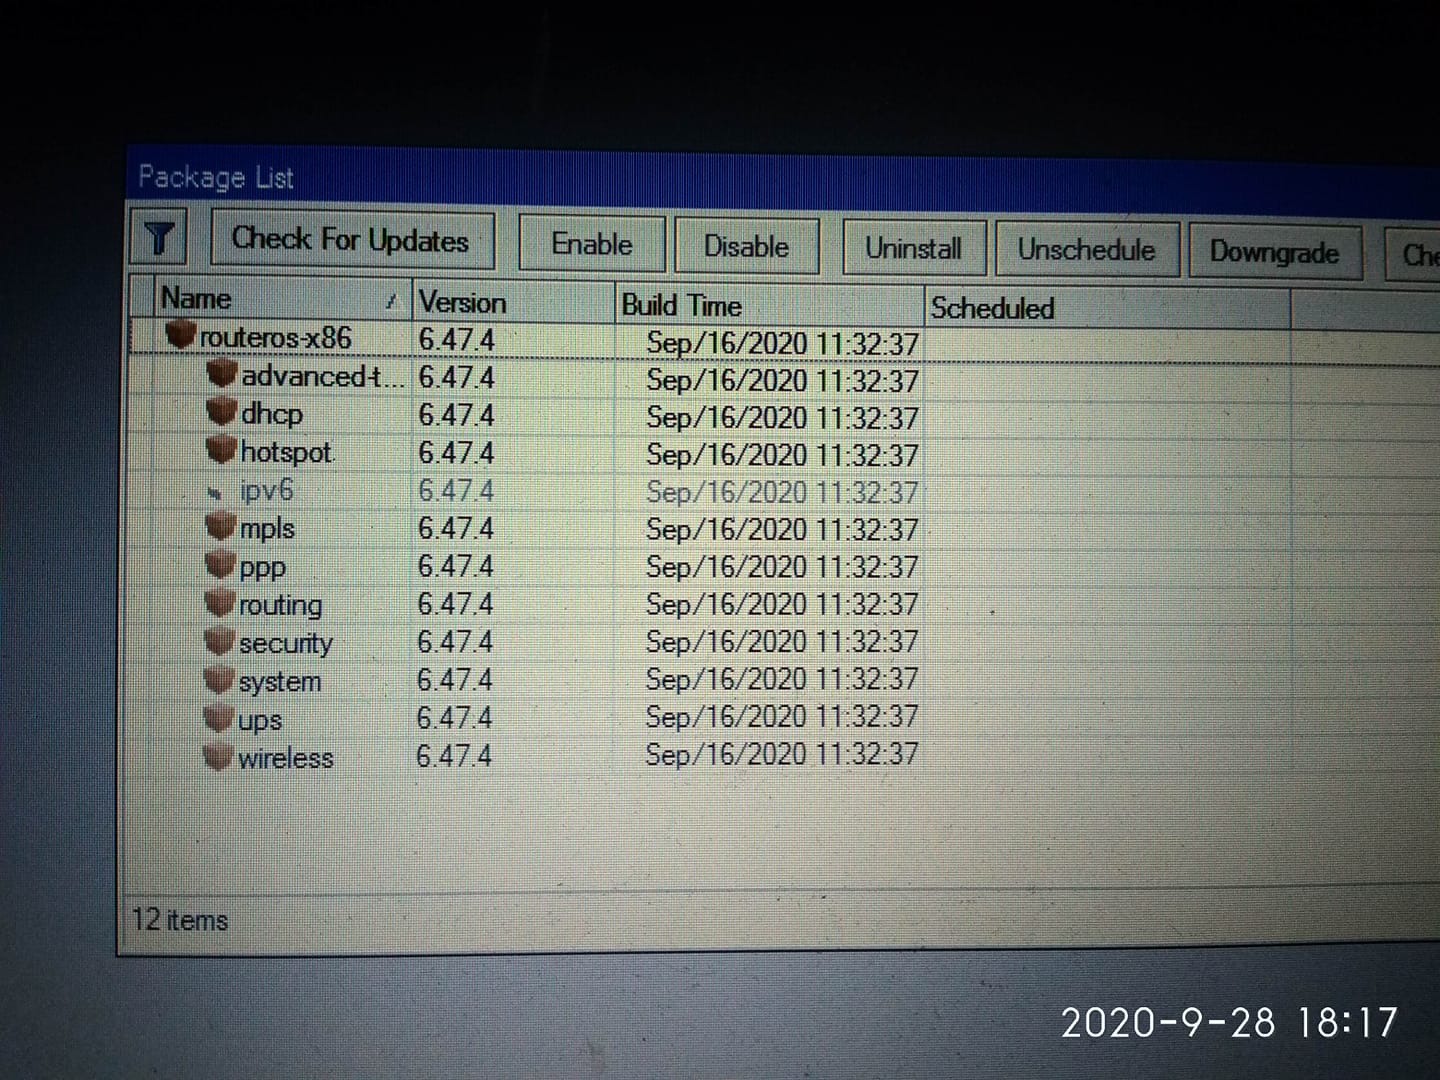 Package List
Check For Updates Enable Disable Uninstall Unschedule Downgrade Che
Name Version Build Time Scheduled
routeros-x86 6.47.4 Sep/16/2020 11:32:37
advanced-t... 6.47.4 Sep/16/2020 11:32:37
dhcp 6.47.4 Sep/16/2020 11:32:37
hotspot 6.47.4 Sep/16/2020 11:32:37
ipv6 6.47.4 Sep/16/2020 11:32:37
mpls 6.47.4 Sep/16/2020 11:32:37
ppp 6.47.4 Sep/16/2020 11:32:37
routing 6.47.4 Sep/16/2020 11:32:37
security 6.47.4 Sep/16/2020 11:32:37
system 6.47.4 Sep/16/2020 11:32:37
ups 6.47.4 Sep/16/2020 11:32:37
wireless 6.47.4 Sep/16/2020 11:32:37
12 items
2020-9-28 18:17